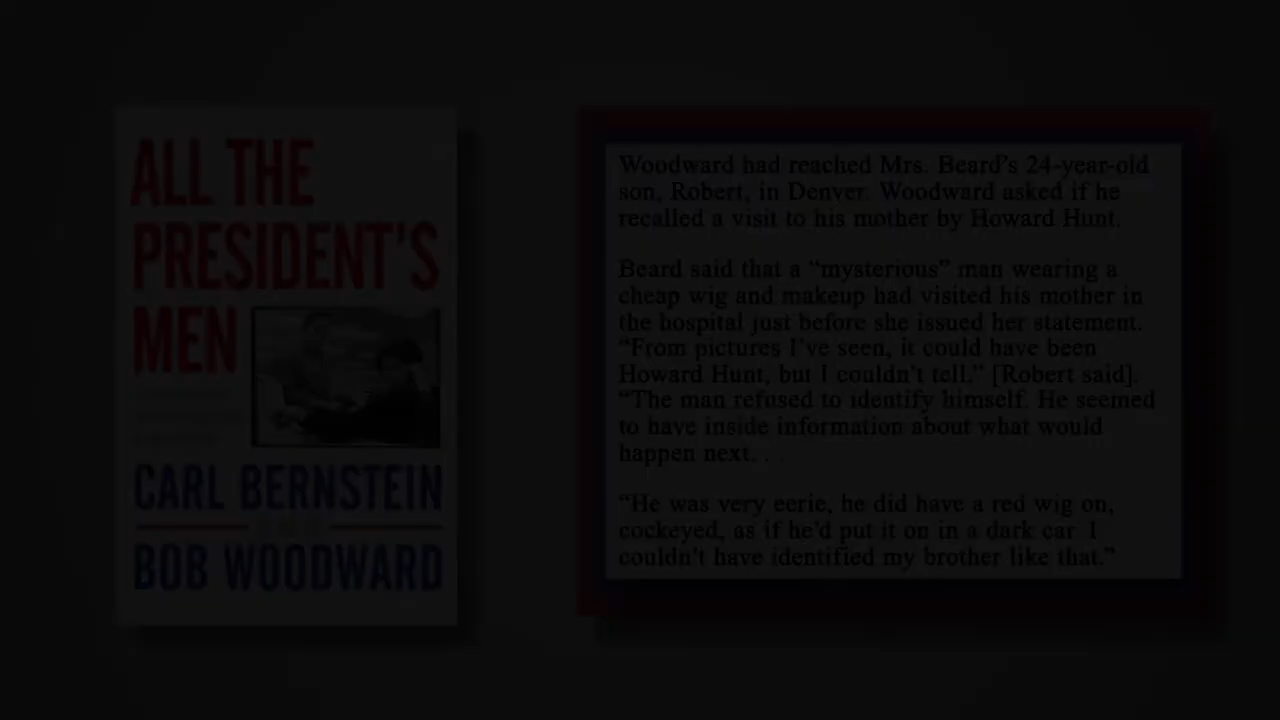 ALL THE
PRESIDENT'S
MEN
CARL BERNSTEIN
BOB WOODWARD
Woodward had reached Mrs. Beard's 24-year-old
son, Robert, in Denver. Woodward asked if he
recalled a visit to his mother by Howard Hunt.
Beard said that a “mysterious” man wearing a
cheap wig and makeup had visited his mother in
the hospital just before she issued her statement.
“From pictures I've seen, it could have been
Howard Hunt, but I couldn't tell.” [Robert said].
“The man refused to identify himself. He seemed
to have inside information about what would
happen next. . .
“He was very eerie, he did have a red wig on,
cockeyed, as if he'd put it on in a dark car. I
couldn't have identified my brother like that.”